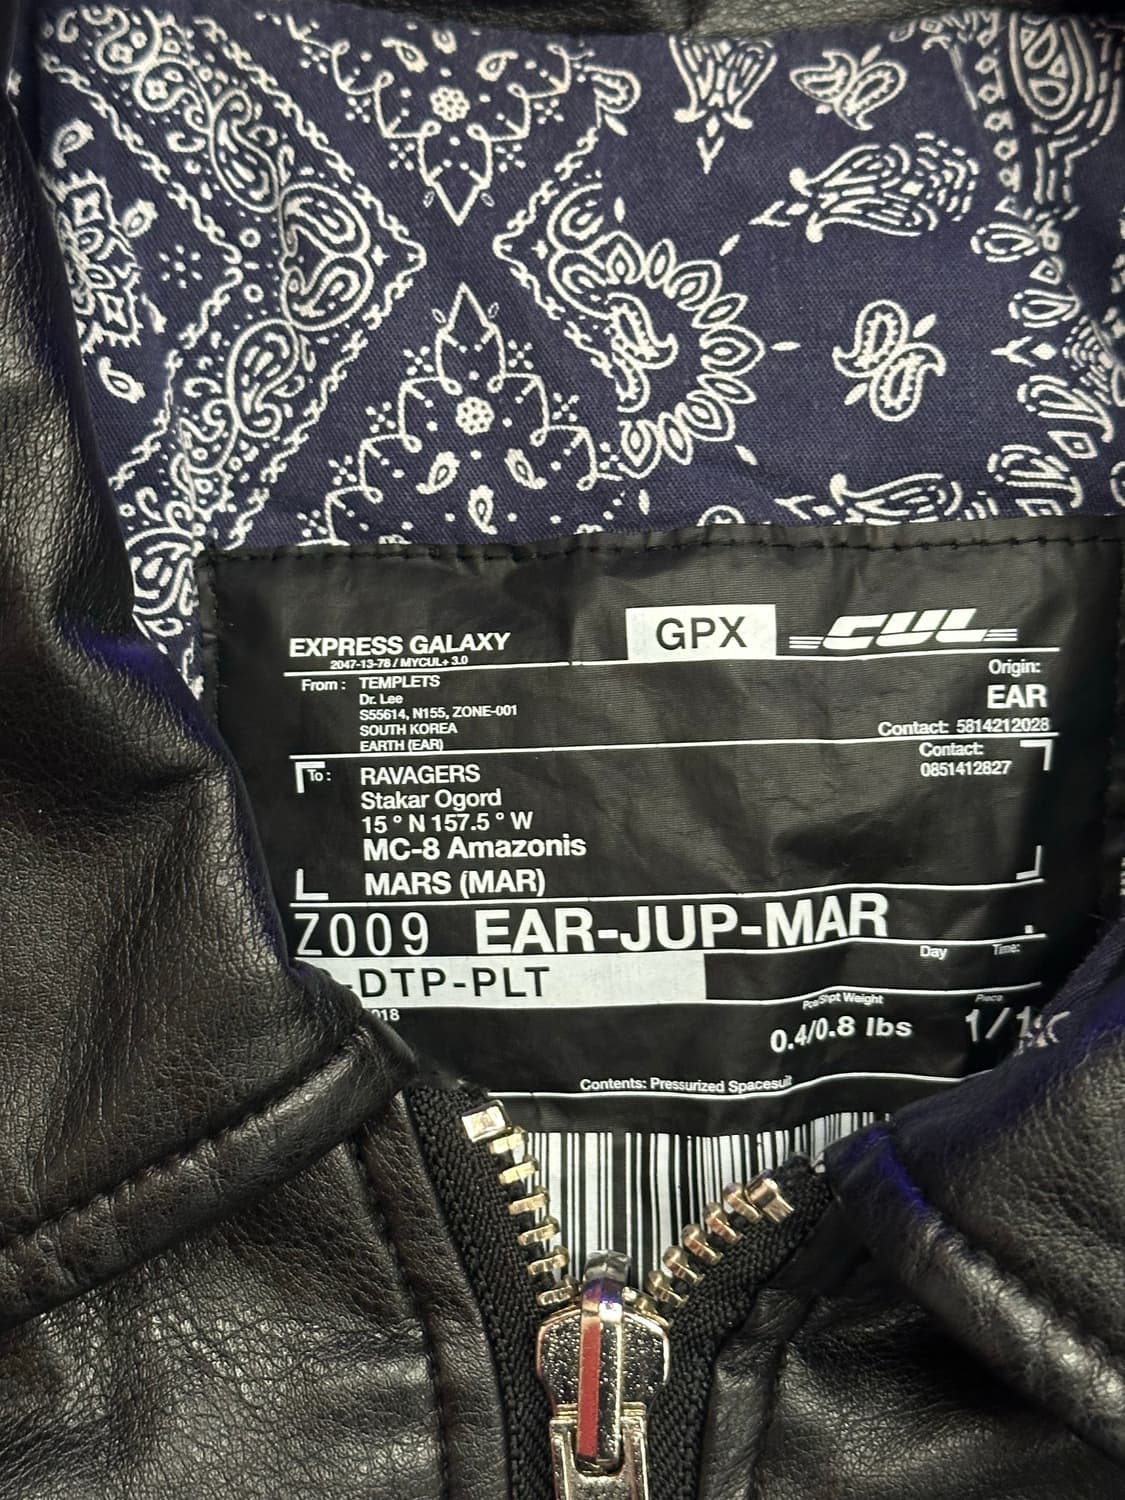 EXPRESS GALAXY
GPX
CUL
2047-13-78 / MYCUL+ 3.0
From : TEMPLETS
Dr. Lee
S55614, N155, ZONE-001
SOUTH KOREA
EARTH (EAR)
Origin:
EAR
Contact: 5814212028
To : RAVAGERS
Stakar Ogord
15 ° N 157.5 ° W
MC-8 Amazonis
MARS (MAR)
Contact:
0851412827
Z009 EAR-JUP-MAR
-DTP-PLT
Day Time:
018
Shpt Weight
0.4/0.8 lbs
Piece
1/1
Contents: Pressurized Spacesuit